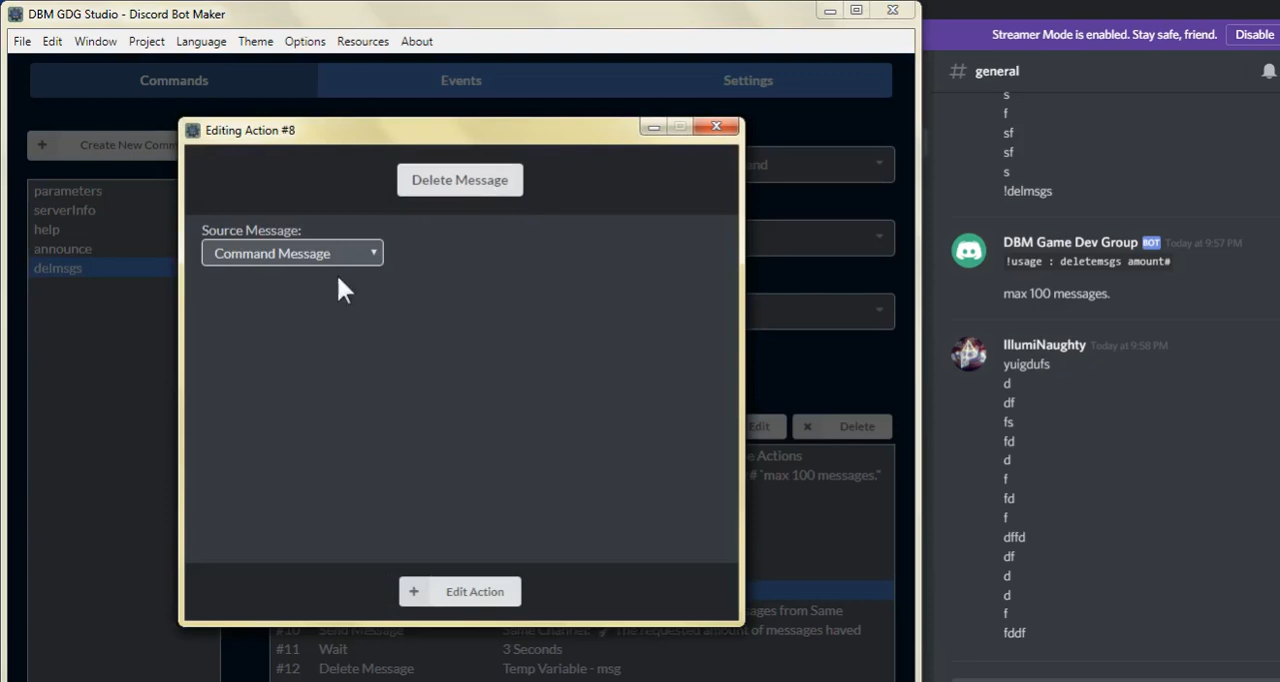 DBM GDG Studio - Discord Bot Maker
File Edit Window Project Language Theme Options Resources About
Commands Events Settings
+ Create New Comm
parameters
serverInfo
help
announce
delmsgs
Editing Action #8
Delete Message
Source Message:
Command Message
+ Edit Action
and
Edit
× Delete
e Actions
# `max 100 messages."
ages from Same
#10 Send Message Same Channel: The requested amount of messages haved
#11 Wait 3 Seconds
#12 Delete Message Temp Variable - msg
Streamer Mode is enabled. Stay safe, friend. Disable
# general
s
f
sf
sf
s
!delmsgs
DBM Game Dev Group BOT Today at 9:57 PM
!usage : deletemsgs amount#
max 100 messages.
IllumiNaughty Today at 9:58 PM
yuigdufs
d
df
fs
fd
d
f
fd
f
dffd
df
d
d
f
fddf